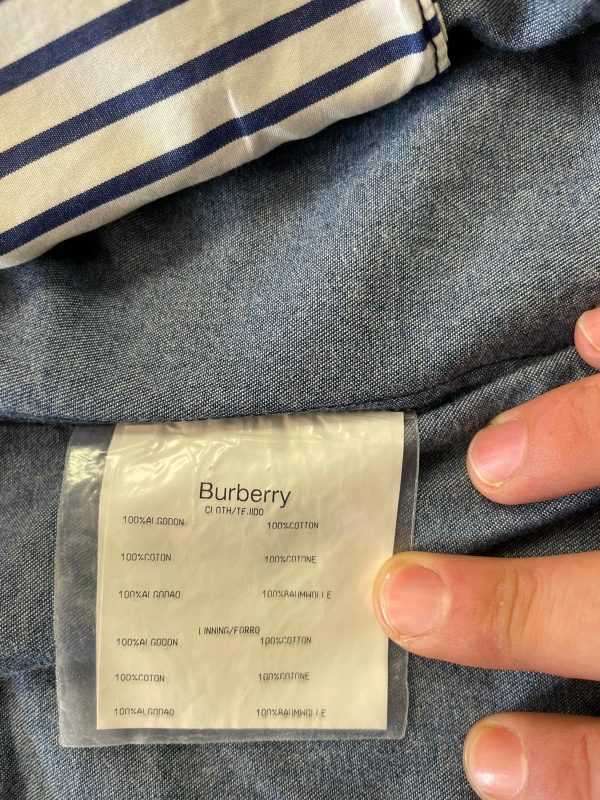 Burberry
CLOTH/TEJIDO
100%ALGODON 100%COTTON
100%COTON 100%COTONE
100%ALGODAO 100%BAUMWOLLE
LINNING/FORRO
100%ALGODON 100%COTTON
100%COTON 100%COTONE
100%ALGODAO 100%BAUMWOLLE